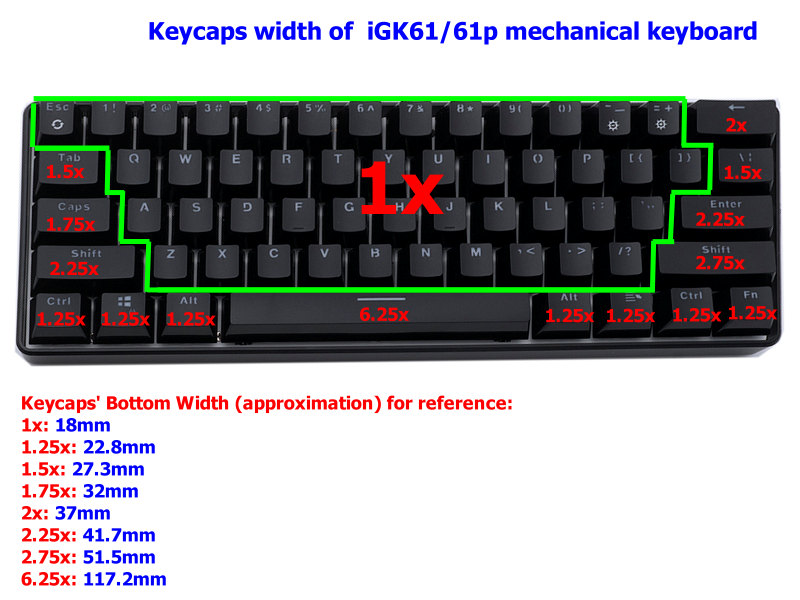 Keycaps width of iGK61/61p mechanical keyboard
Esc 1! 2@ 3# 4$ 5% 6^ 7& 8* 9( 0) -_ =+ ←
2x
Tab Q W E R T Y U I O P [{ ]} \¦
1.5x 1x 1.5x
Caps A S D F G H J K L ;: '" Enter
1.75x 2.25x
Shift Z X C V B N M ,< .> /? Shift
2.25x 2.75x
Ctrl Alt Alt Ctrl Fn
1.25x 1.25x 1.25x 6.25x 1.25x 1.25x 1.25x 1.25x
Keycaps' Bottom Width (approximation) for reference:
1x: 18mm
1.25x: 22.8mm
1.5x: 27.3mm
1.75x: 32mm
2x: 37mm
2.25x: 41.7mm
2.75x: 51.5mm
6.25x: 117.2mm